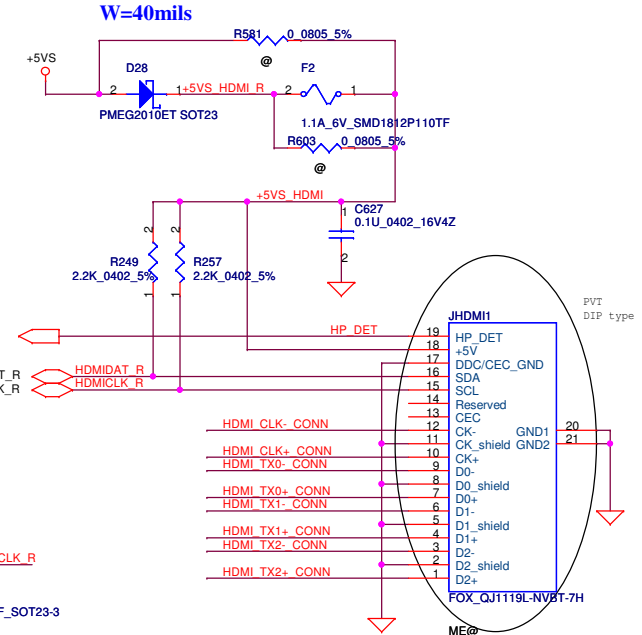 W=40mils
R581 0_0805_5%
+5VS
@
D28
F2
2 1 +5VS_HDMI_R 2 1
PMEG2010ET SOT23
1.1A_6V_SMD1812P110TF
R603 0_0805_5%
@
+5VS_HDMI
1
C627
0.1U_0402_16V4Z
2
2 2
R249
2.2K_0402_5%
R257
2.2K_0402_5%
1 1
PVT
DIP type
JHDMI1
HP_DET 19 HP_DET
18 +5V
17 DDC/CEC_GND
T_R HDMIDAT_R 16 SDA
K_R HDMICLK_R 15 SCL
14 Reserved
13 CEC
HDMI_CLK-_CONN 12 CK- GND1 20
11 CK_shield GND2 21
HDMI_CLK+_CONN 10 CK+
HDMI_TX0-_CONN 9 D0-
8 D0_shield
HDMI_TX0+_CONN 7 D0+
HDMI_TX1-_CONN 6 D1-
5 D1_shield
HDMI_TX1+_CONN 4 D1+
HDMI_TX2-_CONN 3 D2-
CLK_R 2 D2_shield
HDMI_TX2+_CONN 1 D2+
FOX_QJ1119L-NVBT-7H
F_SOT23-3
ME@